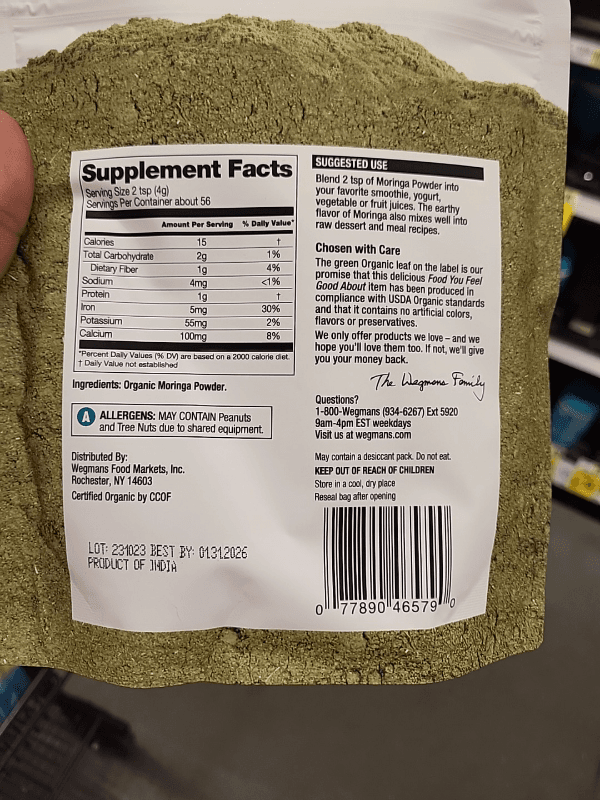 Supplement Facts
Serving Size 2 tsp (4g)
Servings Per Container about 56
Amount Per Serving % Daily Value*
Calories 15 †
Total Carbohydrate 2g 1%
Dietary Fiber 1g 4%
Sodium 4mg <1%
Protein 1g †
Iron 5mg 30%
Potassium 55mg 2%
Calcium 100mg 8%
*Percent Daily Values (% DV) are based on a 2000 calorie diet.
† Daily Value not established
Ingredients: Organic Moringa Powder.
A ALLERGENS: MAY CONTAIN Peanuts
and Tree Nuts due to shared equipment.
Distributed By:
Wegmans Food Markets, Inc.
Rochester, NY 14603
Certified Organic by CCOF
LOT: 231023 BEST BY: 01.31.2026
PRODUCT OF INDIA
SUGGESTED USE
Blend 2 tsp of Moringa Powder into
your favorite smoothie, yogurt,
vegetable or fruit juices. The earthy
flavor of Moringa also mixes well into
raw dessert and meal recipes.
Chosen with Care
The green Organic leaf on the label is our
promise that this delicious Food You Feel
Good About item has been produced in
compliance with USDA Organic standards
and that it contains no artificial colors,
flavors or preservatives.
We only offer products we love – and we
hope you'll love them too. If not, we'll give
you your money back.
The Wegmans Family
Questions?
1-800-Wegmans (934-6267) Ext 5920
9am-4pm EST weekdays
Visit us at wegmans.com
May contain a desiccant pack. Do not eat.
KEEP OUT OF REACH OF CHILDREN
Store in a cool, dry place
Reseal bag after opening
0 77890 46579 0